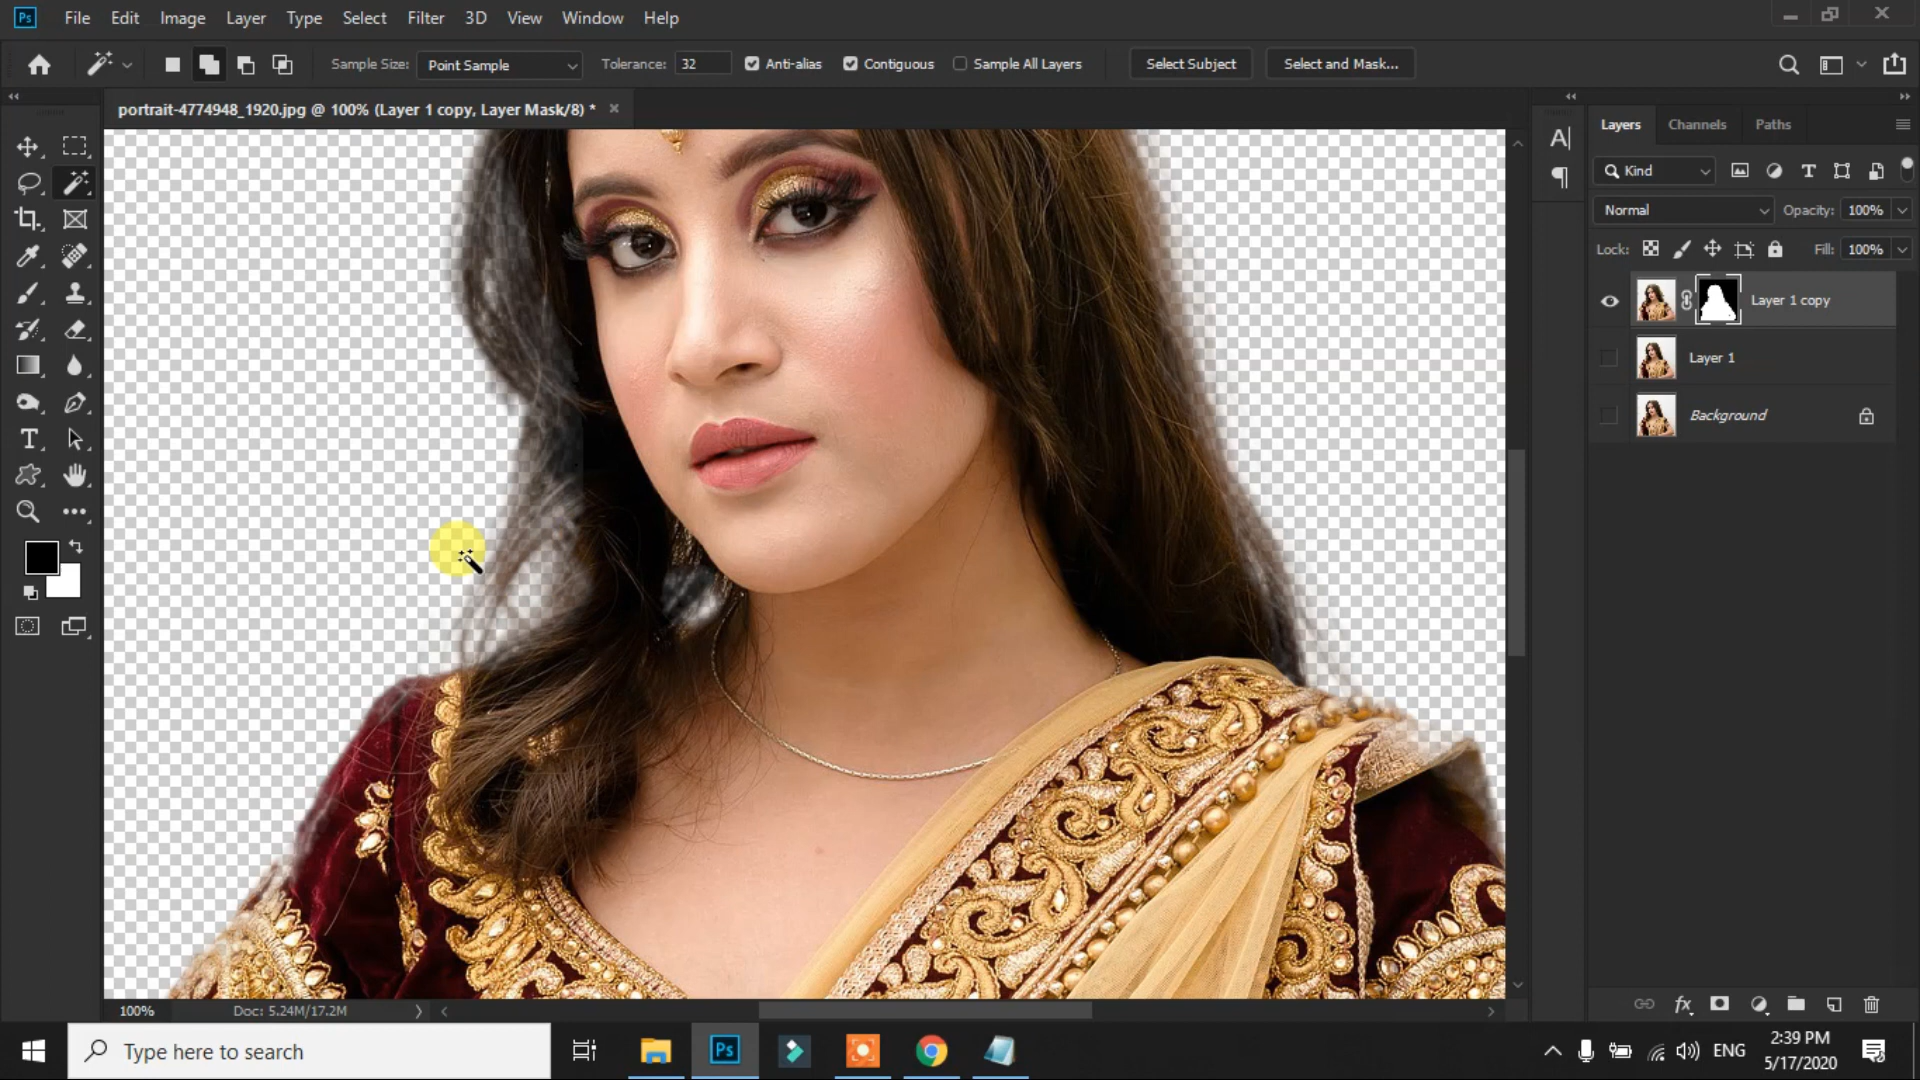 Ps File Edit Image Layer Type Select Filter 3D View Window Help
Sample Size: Point Sample Tolerance: 32 Anti-alias Contiguous Sample All Layers Select Subject Select and Mask...
portrait-4774948_1920.jpg @ 100% (Layer 1 copy, Layer Mask/8) *
Layers Channels Paths
Kind
Normal Opacity: 100%
Lock: Fill: 100%
Layer 1 copy
Layer 1
Background
100% Doc: 5.24M/17.2M
Type here to search
Ps
ENG
2:39 PM
5/17/2020